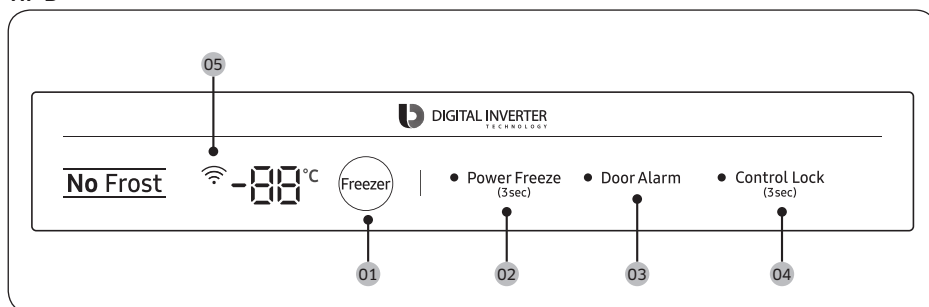 05
DIGITAL INVERTER
TECHNOLOGY
No Frost
-88°C
Freezer
Power Freeze
(3sec)
Door Alarm
Control Lock
(3sec)
01
02
03
04